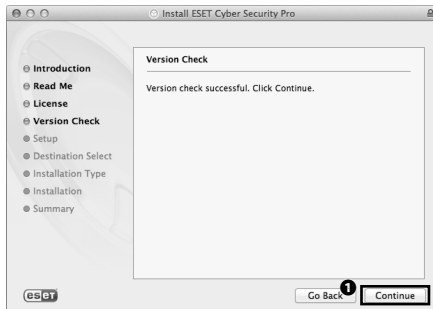 Install ESET Cyber Security Pro
Introduction
Read Me
License
Version Check
Setup
Destination Select
Installation Type
Installation
Summary
Version Check
Version check successful. Click Continue.
eseT
1
Go Back
Continue